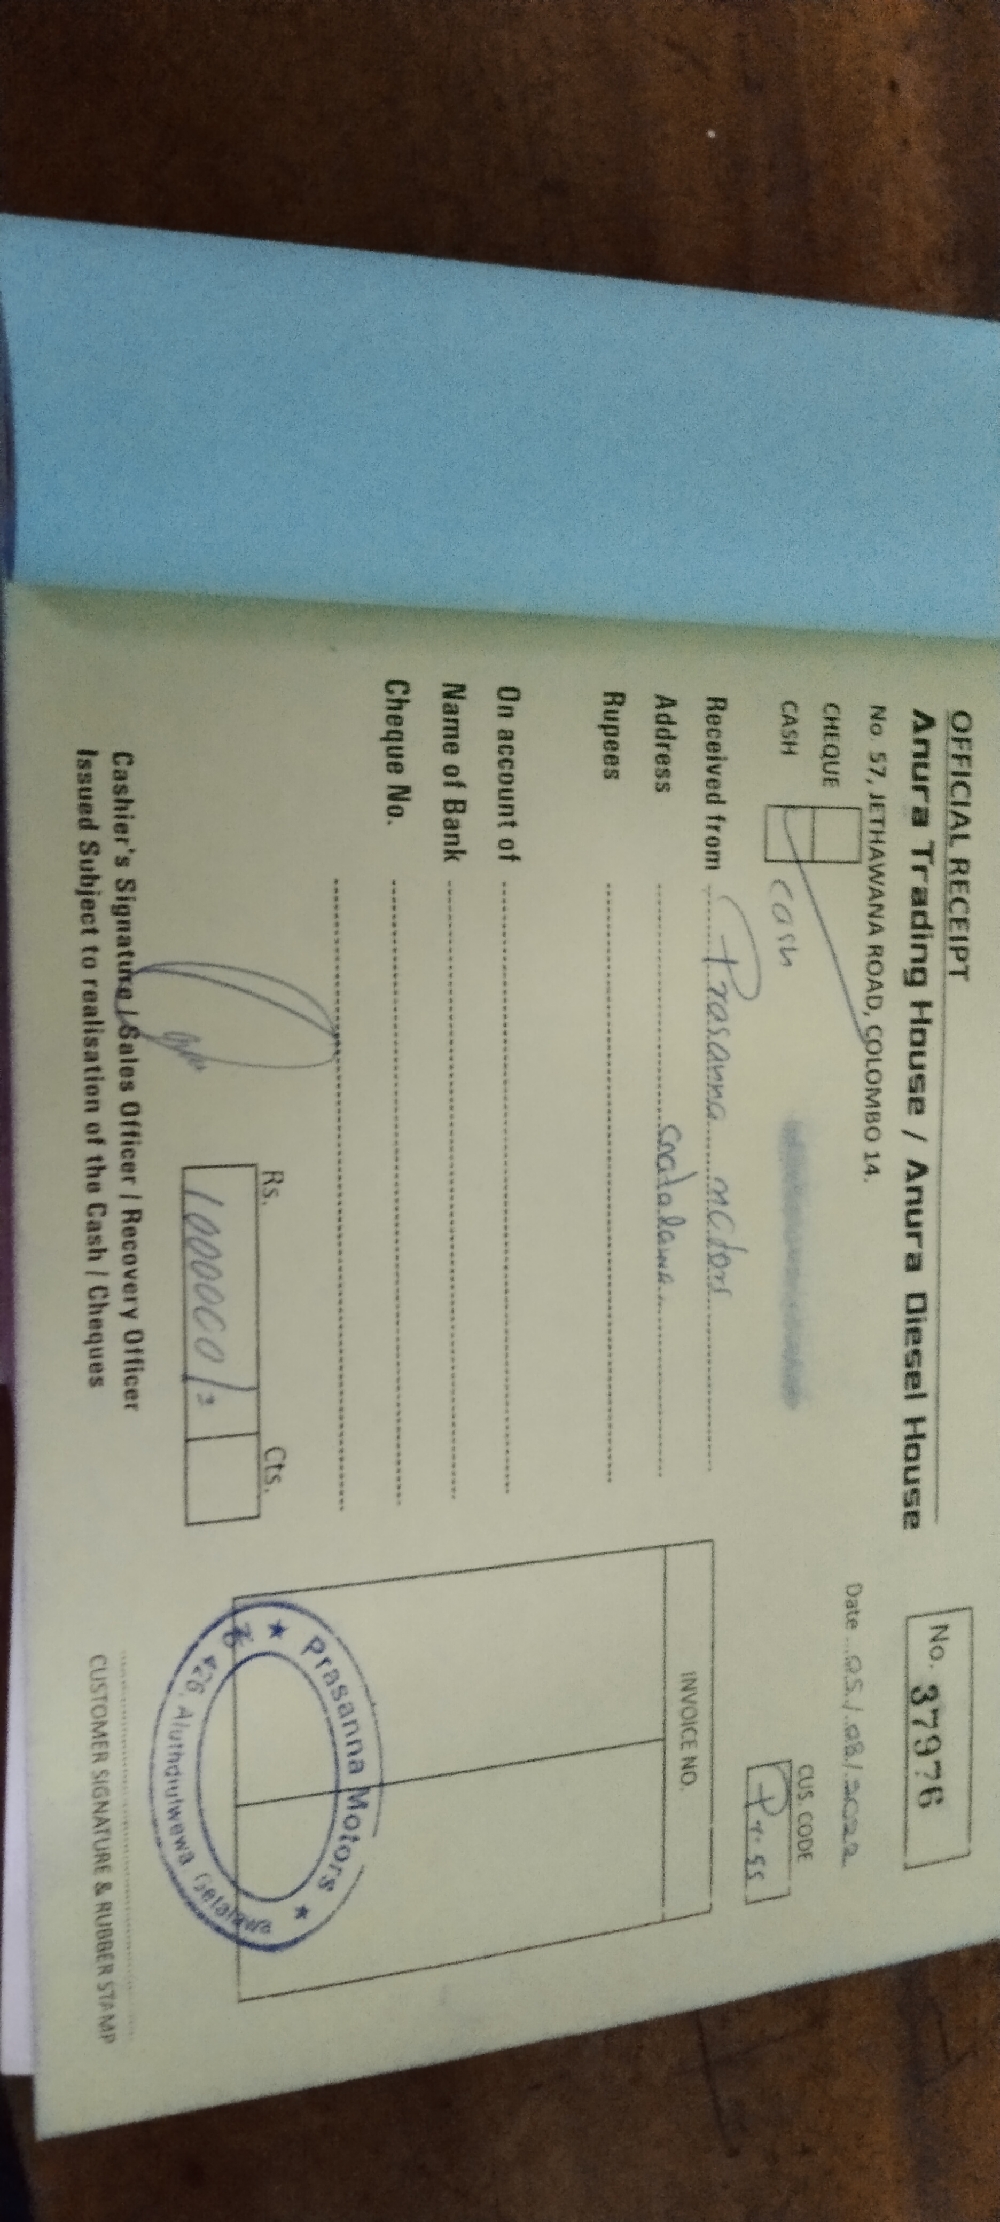 OFFICIAL RECEIPT
Anura Trading House / Anura Diesel House
No. 57, JETHAWANA ROAD, COLOMBO 14.
No. 37976
Date 05/08/2022
CHEQUE
CASH cash
CUS. CODE
Received from Prasanna motors
Address
Rupees
On account of
Name of Bank
Cheque No.
INVOICE NO.
Rs. Cts.
1000000/=
Cashier's Signature / Sales Officer / Recovery Officer
Issued Subject to realisation of the Cash / Cheques
Prasanna Motors
CUSTOMER SIGNATURE & RUBBER STAMP